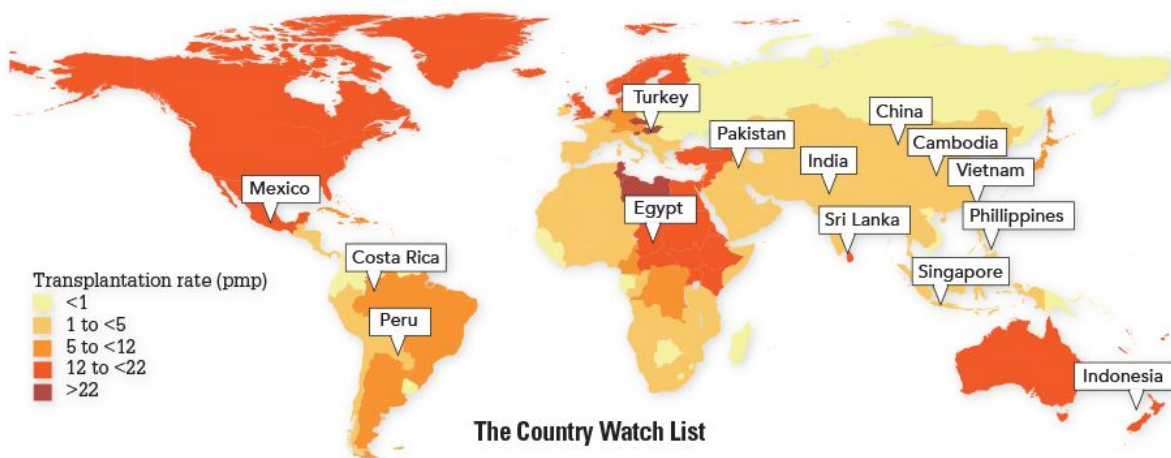 Turkey
China
Pakistan
Cambodia
India
Vietnam
Mexico
Egypt
Sri Lanka
Phillippines
Costa Rica
Singapore
Transplantation rate (pmp)
<1
1 to <5
5 to <12
12 to <22
>22
Peru
Indonesia
The Country Watch List